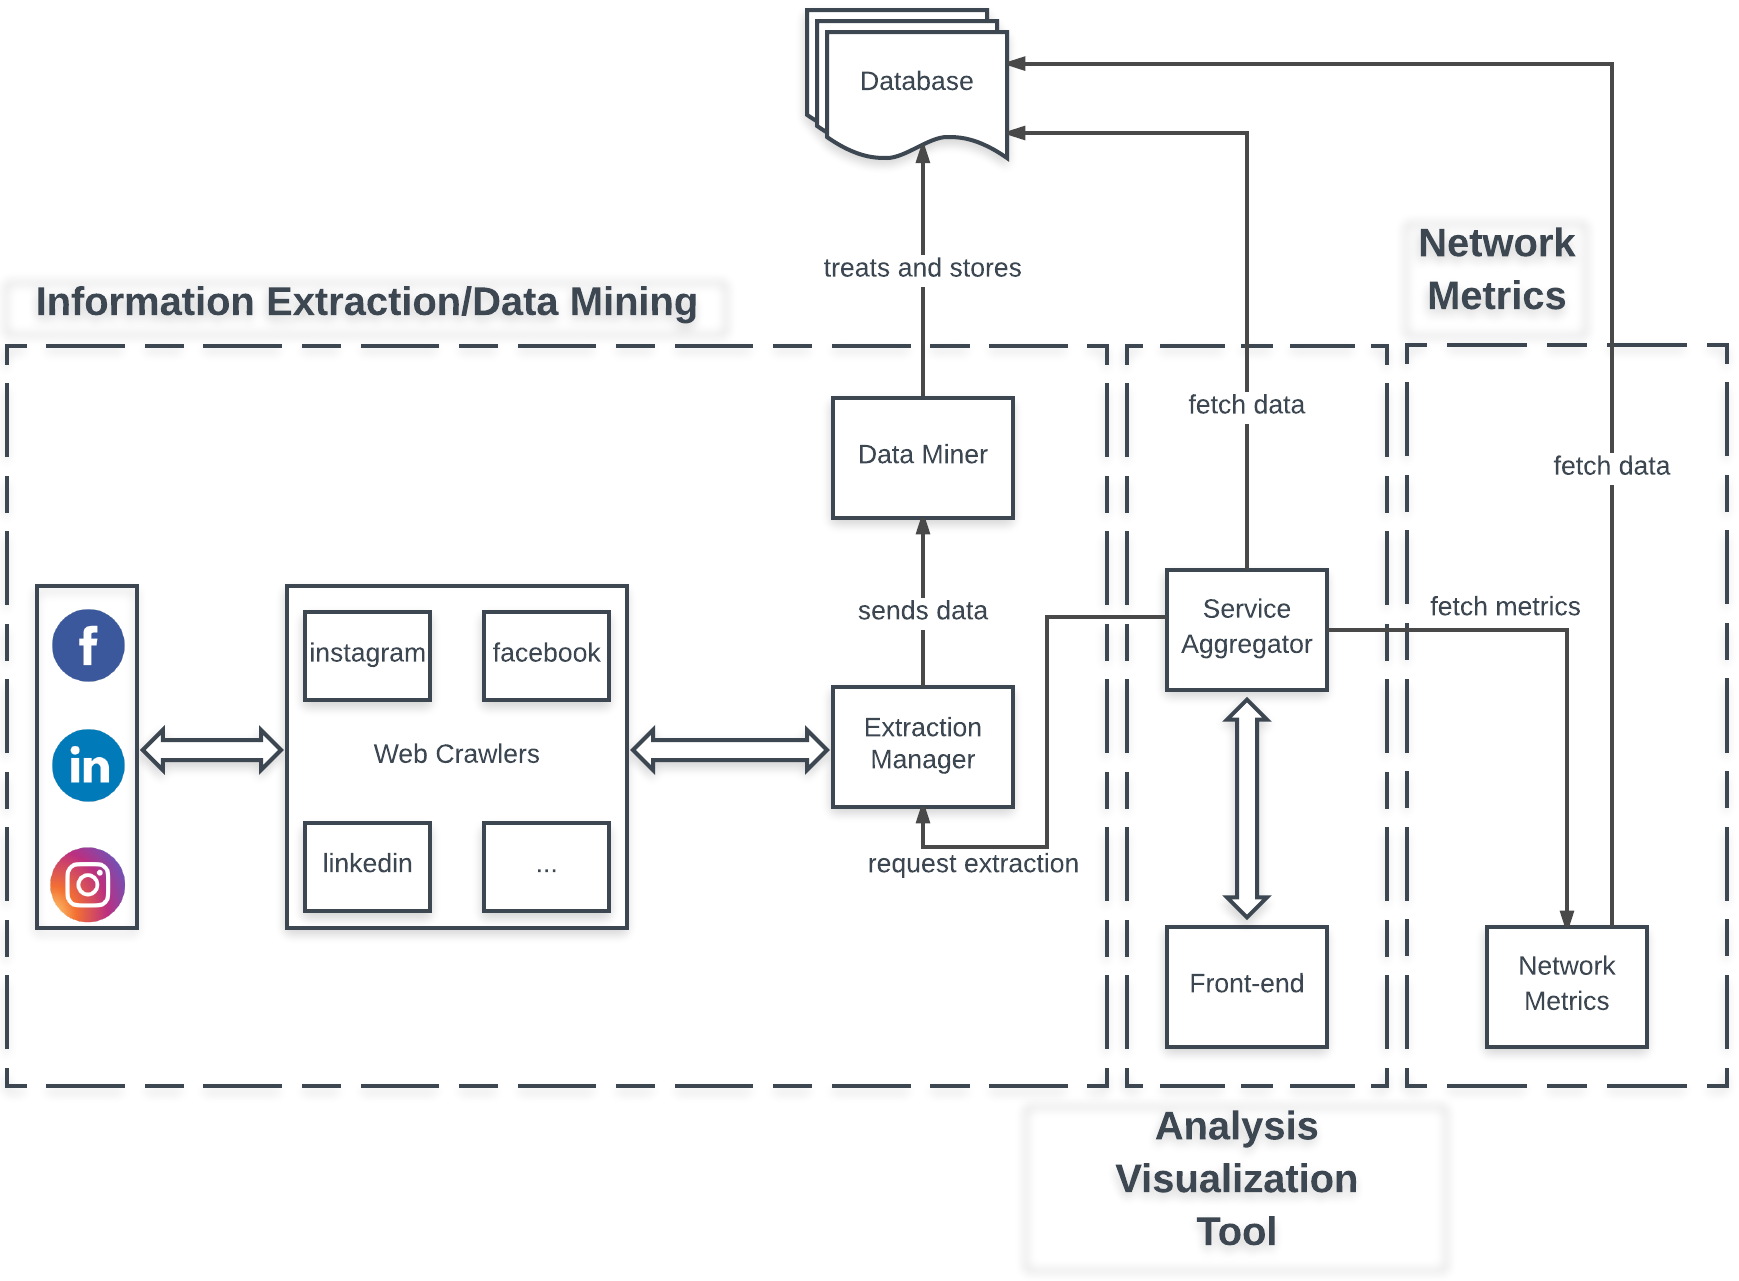 Database
Network
Metrics
treats and stores
Information Extraction/Data Mining
fetch data
Data Miner
fetch data
sends data
Service
Aggregator
fetch metrics
f
instagram
facebook
Extraction
Manager
Web Crawlers
in
request extraction
linkedin
...
Front-end
Network
Metrics
Analysis
Visualization
Tool